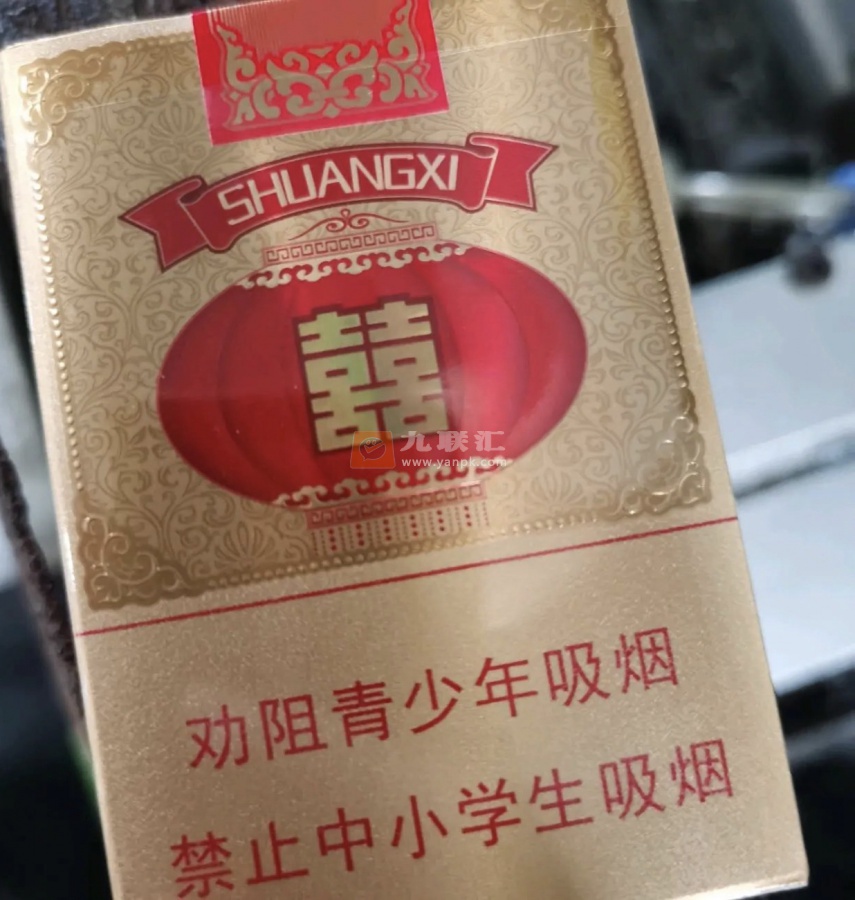 SHUANGXI
囍
九联汇
www.yanpk.com
劝阻青少年吸烟
禁止中小学生吸烟